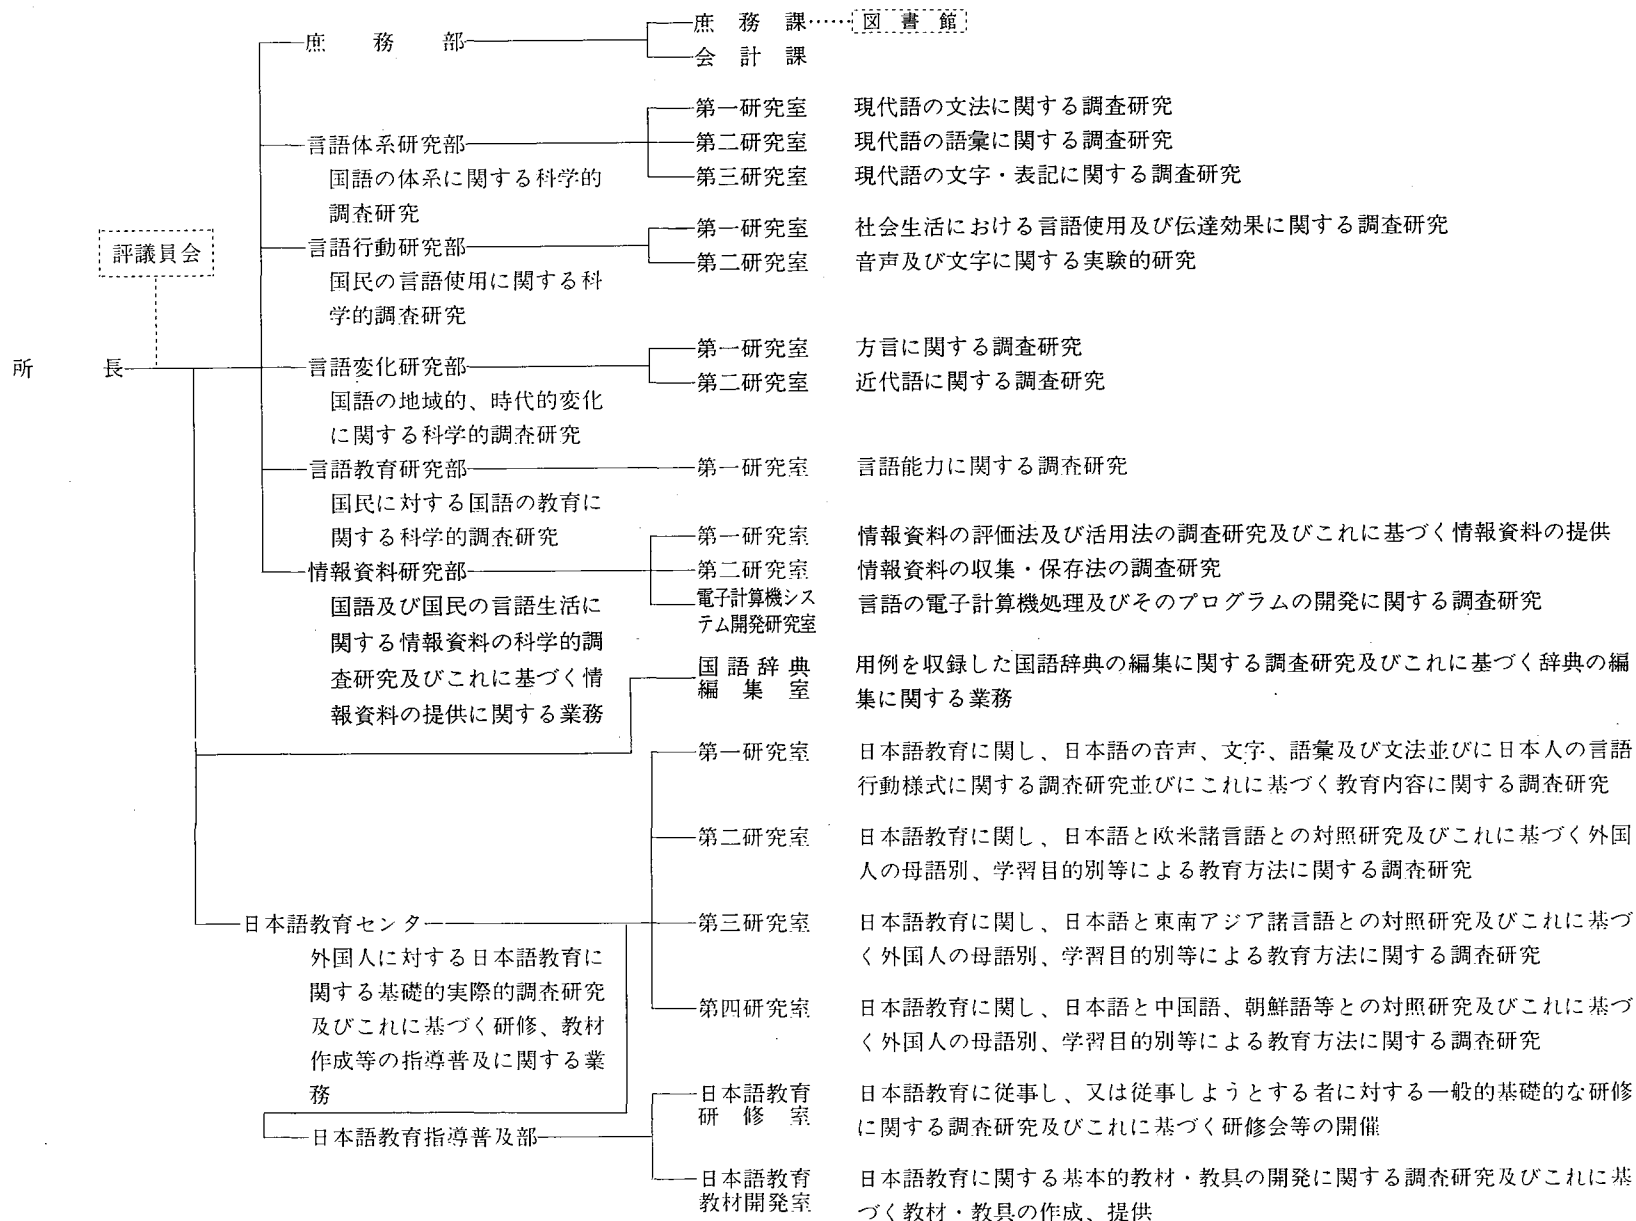 庶務部
庶務課……図書館
会計課
言語体系研究部
国語の体系に関する科学的
調査研究
第一研究室 現代語の文法に関する調査研究
第二研究室 現代語の語彙に関する調査研究
第三研究室 現代語の文字・表記に関する調査研究
評議員会
言語行動研究部
国民の言語使用に関する科
学的調査研究
第一研究室 社会生活における言語使用及び伝達効果に関する調査研究
第二研究室 音声及び文字に関する実験的研究
所長
言語変化研究部
国語の地域的、時代的変化
に関する科学的調査研究
第一研究室 方言に関する調査研究
第二研究室 近代語に関する調査研究
言語教育研究部
国民に対する国語の教育に
関する科学的調査研究
第一研究室 言語能力に関する調査研究
情報資料研究部
国語及び国民の言語生活に
関する情報資料の科学的調
査研究及びこれに基づく情
報資料の提供に関する業務
第一研究室 情報資料の評価法及び活用法の調査研究及びこれに基づく情報資料の提供
第二研究室 情報資料の収集・保存法の調査研究
電子計算機シス
テム開発研究室
言語の電子計算機処理及びそのプログラムの開発に関する調査研究
国語辞典
編集室
用例を収録した国語辞典の編集に関する調査研究及びこれに基づく辞典の編
集に関する業務
日本語教育センター
外国人に対する日本語教育に
関する基礎的実際的調査研究
及びこれに基づく研修、教材
作成等の指導普及に関する業
務
第一研究室 日本語教育に関し、日本語の音声、文字、語彙及び文法並びに日本人の言語
行動様式に関する調査研究並びにこれに基づく教育内容に関する調査研究
第二研究室 日本語教育に関し、日本語と欧米諸言語との対照研究及びこれに基づく外国
人の母語別、学習目的別等による教育方法に関する調査研究
第三研究室 日本語教育に関し、日本語と東南アジア諸言語との対照研究及びこれに基づ
く外国人の母語別、学習目的別等による教育方法に関する調査研究
第四研究室 日本語教育に関し、日本語と中国語、朝鮮語等との対照研究及びこれに基づ
く外国人の母語別、学習目的別等による教育方法に関する調査研究
日本語教育指導普及部
日本語教育
研修室
日本語教育に従事し、又は従事しようとする者に対する一般的基礎的な研修
に関する調査研究及びこれに基づく研修会等の開催
日本語教育
教材開発室
日本語教育に関する基本的教材・教具の開発に関する調査研究及びこれに基
づく教材・教具の作成、提供